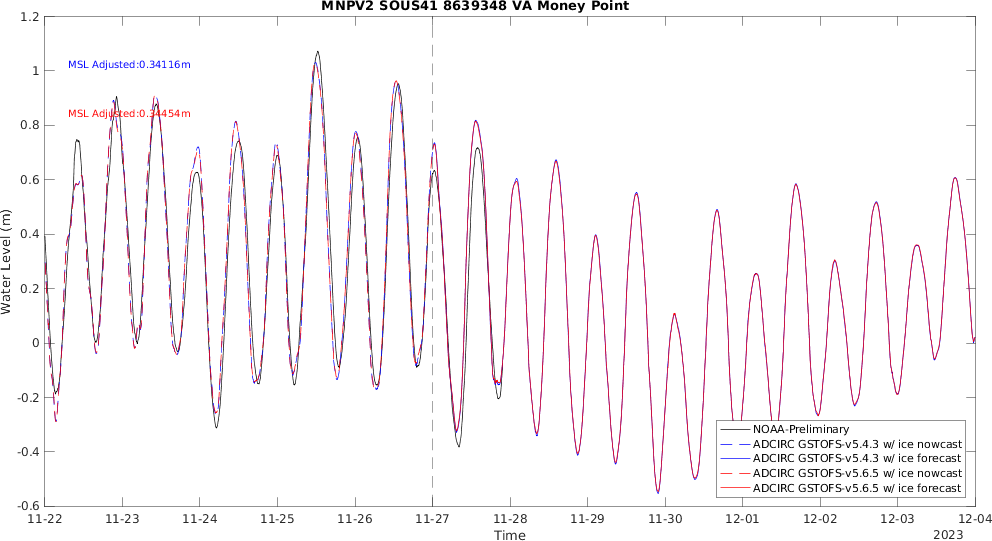 MNPV2 SOUS41 8639348 VA Money Point
1.2
1
0.8
0.6
0.4
0.2
0
-0.2
-0.4
-0.6
Water Level (m)
MSL Adjusted:0.34116m
MSL Adjusted:0.34454m
NOAA-Preliminary
ADCIRC GSTOFS-v5.4.3 w/ ice nowcast
ADCIRC GSTOFS-v5.4.3 w/ ice forecast
ADCIRC GSTOFS-v5.6.5 w/ ice nowcast
ADCIRC GSTOFS-v5.6.5 w/ ice forecast
11-22 11-23 11-24 11-25 11-26 11-27 11-28 11-29 11-30 12-01 12-02 12-03 12-04
Time
2023